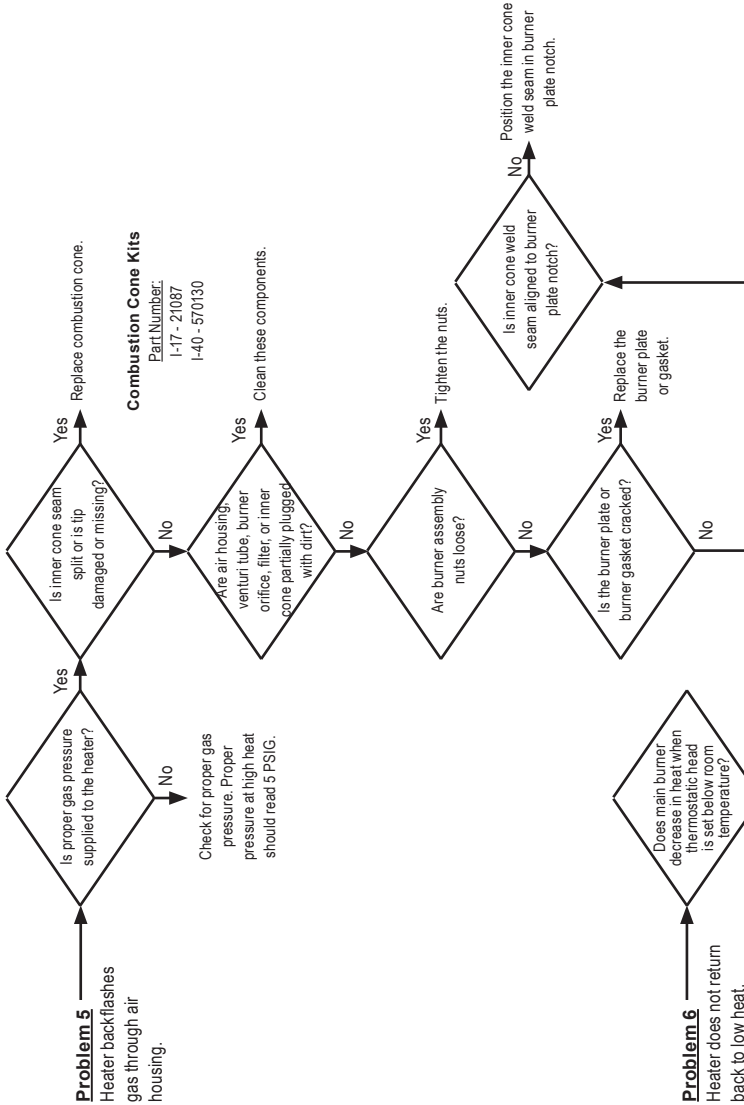 Problem 5
Heater backflashes
gas through air
housing.
Is proper gas pressure
supplied to the heater?
Yes
No
Check for proper gas
pressure. Proper
pressure at high heat
should read 5 PSIG.
Is inner cone seam
split or is tip
damaged or missing?
Yes
Replace combustion cone.
No
Combustion Cone Kits
Part Number:
I-17 - 21087
I-40 - 570130
Are air housing,
venturi tube, burner
orifice, filter, or inner
cone partially plugged
with dirt?
Yes
Clean these components.
No
Are burner assembly
nuts loose?
Yes
Tighten the nuts.
No
Is the burner plate or
burner gasket cracked?
Yes
Replace the
burner plate
or gasket.
No
Is inner cone weld
seam aligned to burner
plate notch?
No
Position the inner cone
weld seam in burner
plate notch.
Problem 6
Heater does not return
back to low heat.
Does main burner
decrease in heat when
thermostatic head
is set below room
temperature?